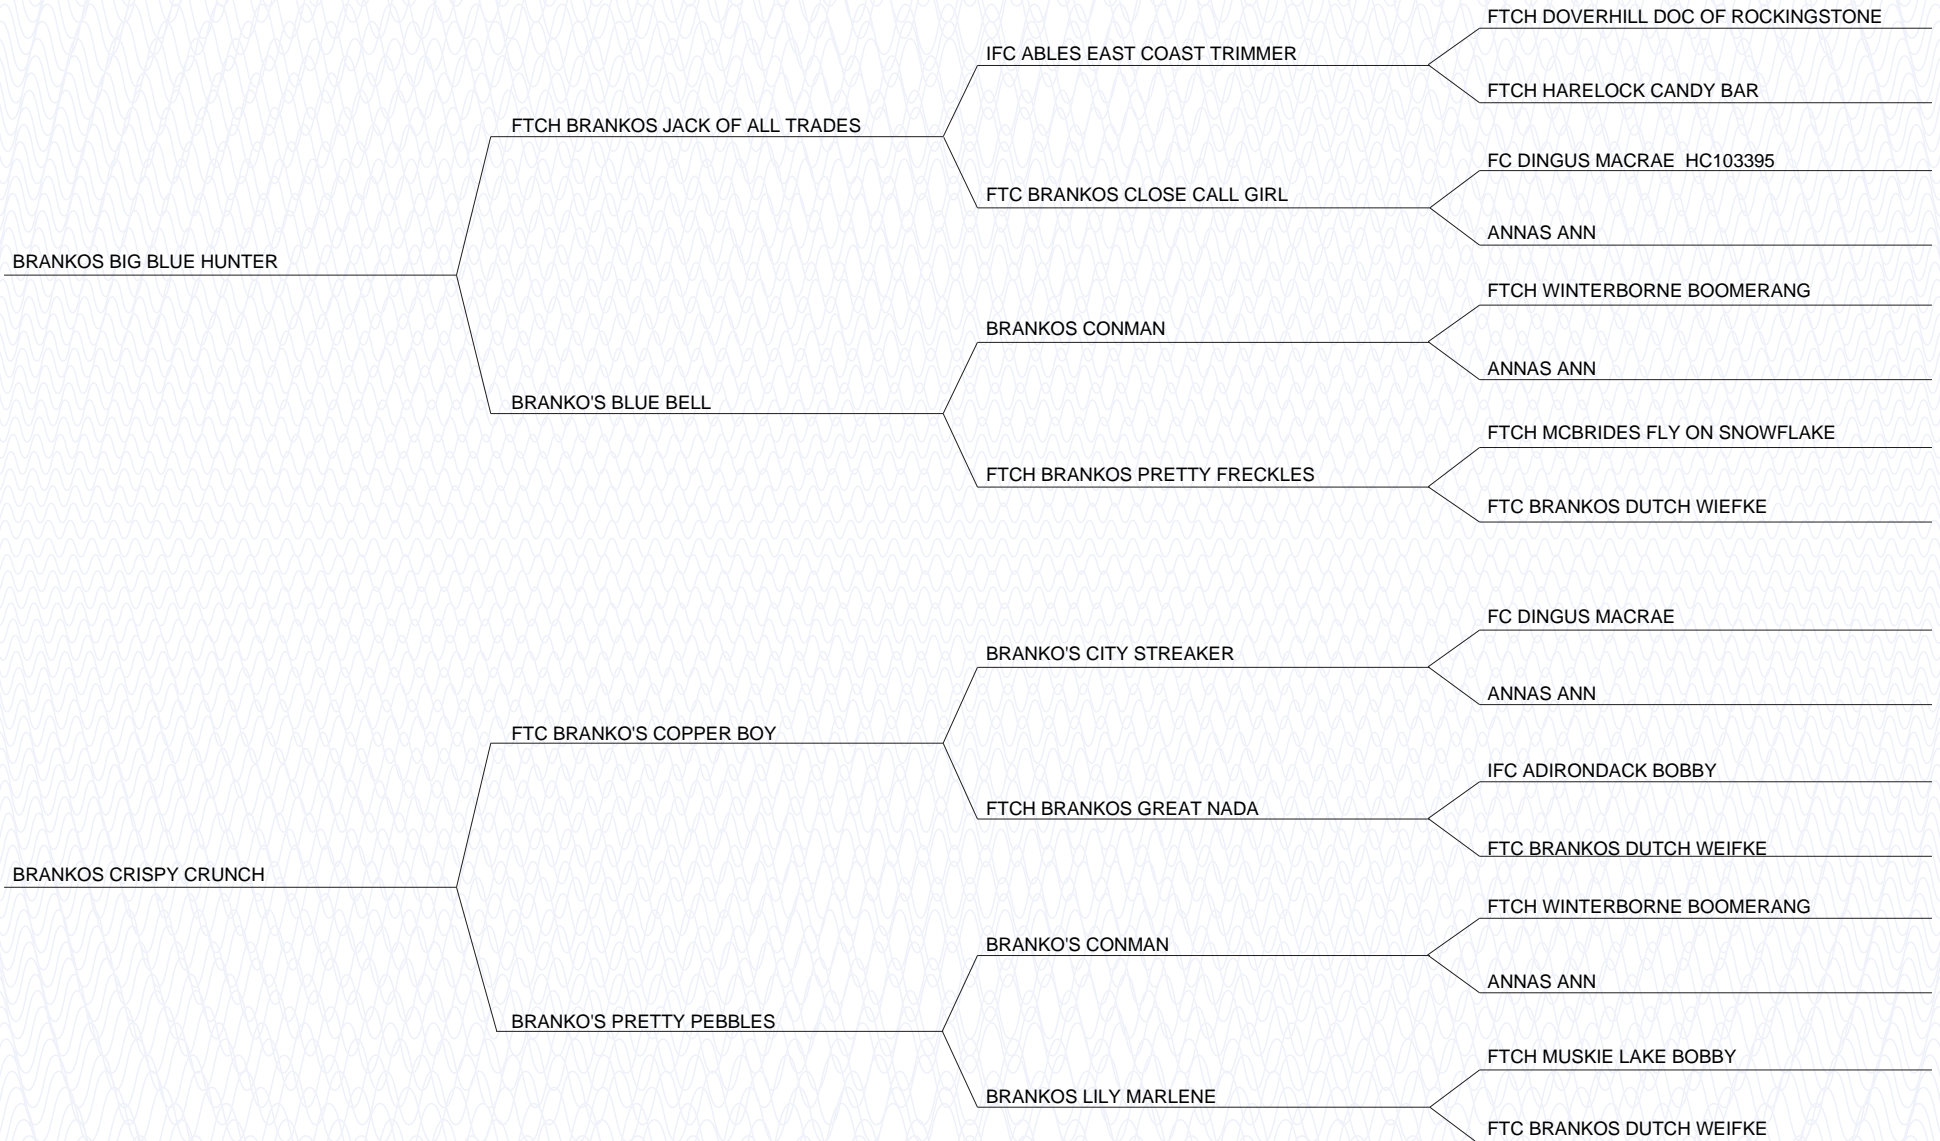 FTCH DOVERHILL DOC OF ROCKINGSTONE
IFC ABLES EAST COAST TRIMMER
FTCH HARELOCK CANDY BAR
FTCH BRANKOS JACK OF ALL TRADES
FC DINGUS MACRAE  HC103395
FTC BRANKOS CLOSE CALL GIRL
ANNAS ANN
BRANKOS BIG BLUE HUNTER
FTCH WINTERBORNE BOOMERANG
BRANKOS CONMAN
ANNAS ANN
BRANKO'S BLUE BELL
FTCH MCBRIDES FLY ON SNOWFLAKE
FTCH BRANKOS PRETTY FRECKLES
FTC BRANKOS DUTCH WIEFKE
FC DINGUS MACRAE
BRANKO'S CITY STREAKER
ANNAS ANN
FTC BRANKO'S COPPER BOY
IFC ADIRONDACK BOBBY
FTCH BRANKOS GREAT NADA
FTC BRANKOS DUTCH WEIFKE
BRANKOS CRISPY CRUNCH
FTCH WINTERBORNE BOOMERANG
BRANKO'S CONMAN
ANNAS ANN
BRANKO'S PRETTY PEBBLES
FTCH MUSKIE LAKE BOBBY
BRANKOS LILY MARLENE
FTC BRANKOS DUTCH WEIFKE